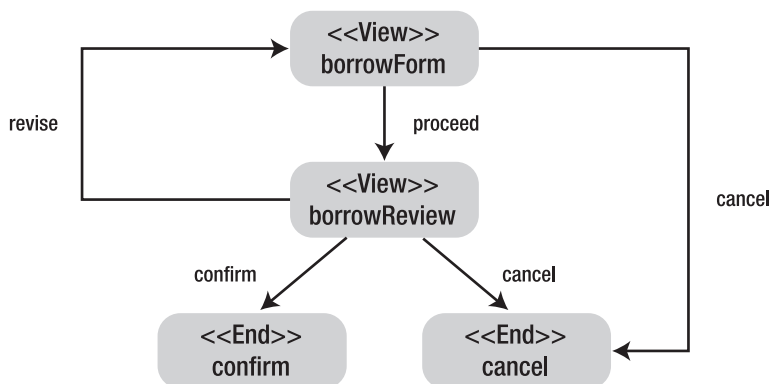 <<View>>
borrowForm
revise
proceed
<<View>>
borrowReview
cancel
confirm
cancel
<<End>>
confirm
<<End>>
cancel